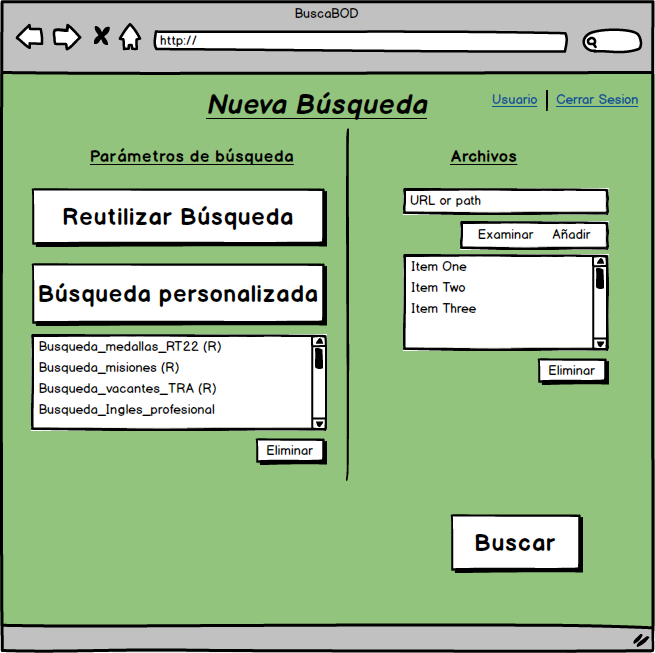 BuscaBOD
http://
Nueva Búsqueda
Usuario
Cerrar Sesion
Parámetros de búsqueda
Reutilizar Búsqueda
Búsqueda personalizada
Busqueda_medallas_RT22 (R)
Busqueda_misiones (R)
Busqueda_vacantes_TRA (R)
Busqueda_Ingles_profesional
Eliminar
Archivos
URL or path
Examinar
Añadir
Item One
Item Two
Item Three
Eliminar
Buscar